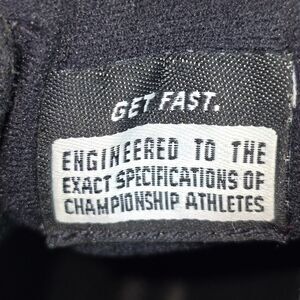 GET FAST.
ENGINEERED TO THE
EXACT SPECIFICATIONS OF
CHAMPIONSHIP ATHLETES